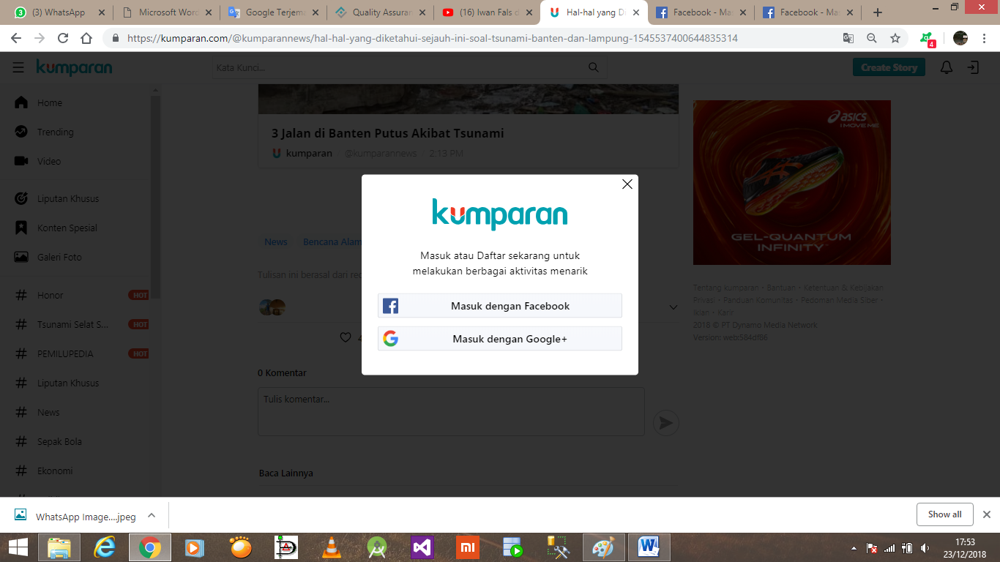 (3) WhatsApp
Microsoft Word
Google Terjema
Quality Assuran
(16) Iwan Fals d
Hal-hal yang Di
Facebook - Ma
Facebook - Ma
https://kumparan.com/@kumparannews/hal-hal-yang-diketahui-sejauh-ini-soal-tsunami-banten-dan-lampung-1545537400644835314
4
kumparan
Kata Kunci...
Create Story
Home
Trending
Video
Liputan Khusus
Konten Spesial
Galeri Foto
# Honor HOT
# Tsunami Selat S... HOT
# PEMILUPEDIA HOT
# Liputan Khusus
# News
# Sepak Bola
# Ekonomi
3 Jalan di Banten Putus Akibat Tsunami
kumparan @kumparannews 2:13 PM
News Bencana Alam
Tulisan ini berasal dari
4
0 Komentar
Tulis komentar...
Baca Lainnya
kumparan
Masuk atau Daftar sekarang untuk
melakukan berbagai aktivitas menarik
Masuk dengan Facebook
Masuk dengan Google+
asics
I MOVE ME
GEL-QUANTUM
INFINITY™
Tentang kumparan • Bantuan • Ketentuan & Kebijakan
Privasi • Panduan Komunitas • Pedoman Media Siber •
Iklan • Karir
2018 © PT Dynamo Media Network
Version: web:584df86
WhatsApp Image....jpeg
Show all
17:53
23/12/2018